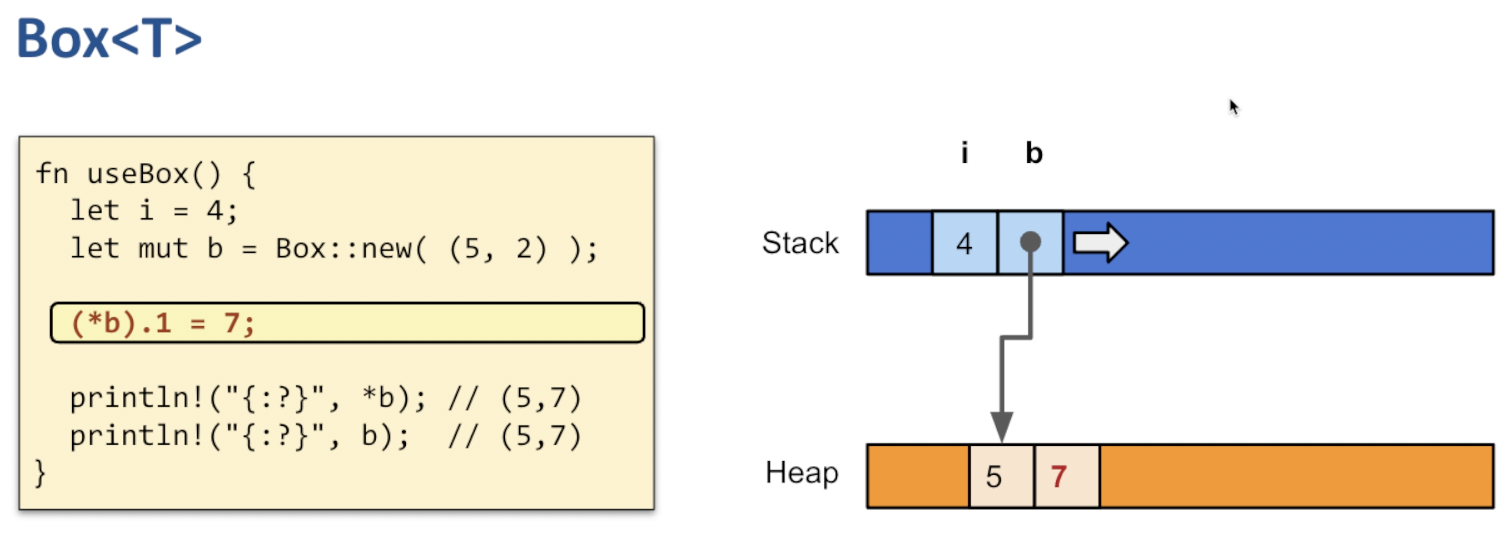 Box<T>
fn useBox() {
let i = 4;
let mut b = Box::new( (5, 2) );
(*b).1 = 7;
println!("{:?}", *b); // (5,7)
println!("{:?}", b);  // (5,7)
}
i b
Stack 4
Heap 5 7